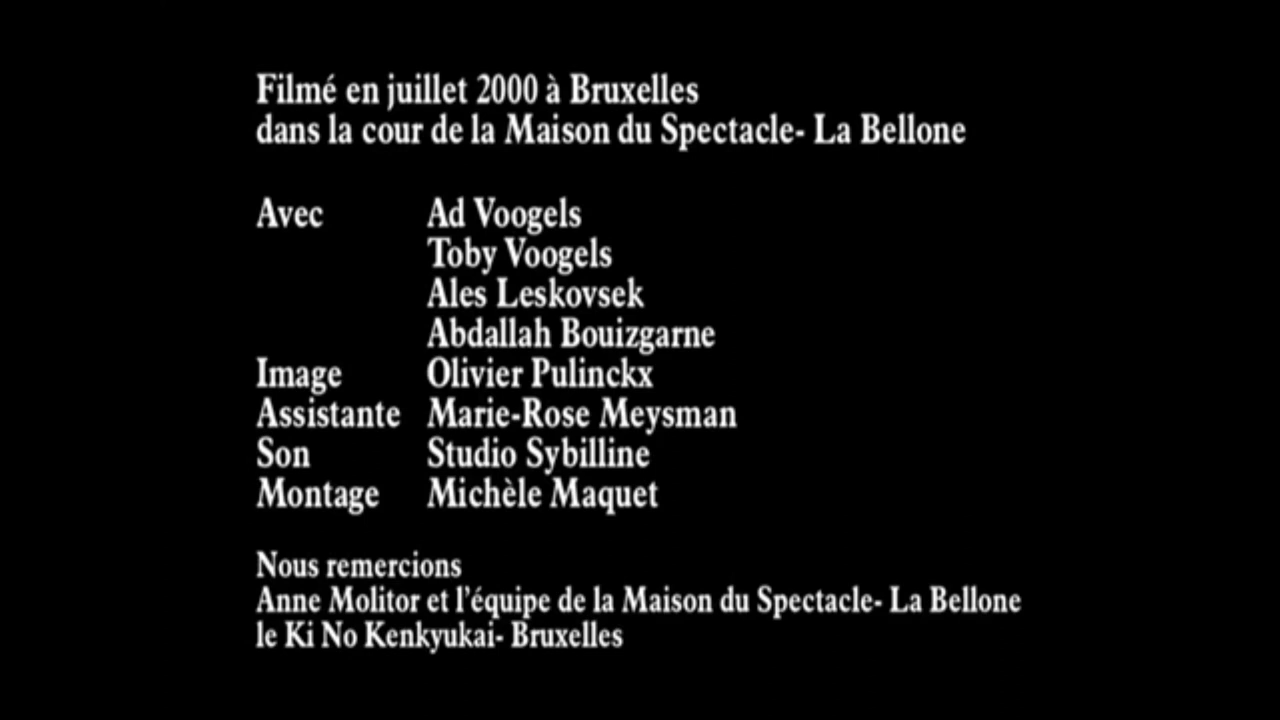 Filmé en juillet 2000 à Bruxelles
dans la cour de la Maison du Spectacle- La Bellone
Avec Ad Voogels
Toby Voogels
Ales Leskovsek
Abdallah Bouizgarne
Image Olivier Pulinckx
Assistante Marie-Rose Meysman
Son Studio Sybilline
Montage Michèle Maquet
Nous remercions
Anne Molitor et l'équipe de la Maison du Spectacle- La Bellone
le Ki No Kenkyukai- Bruxelles